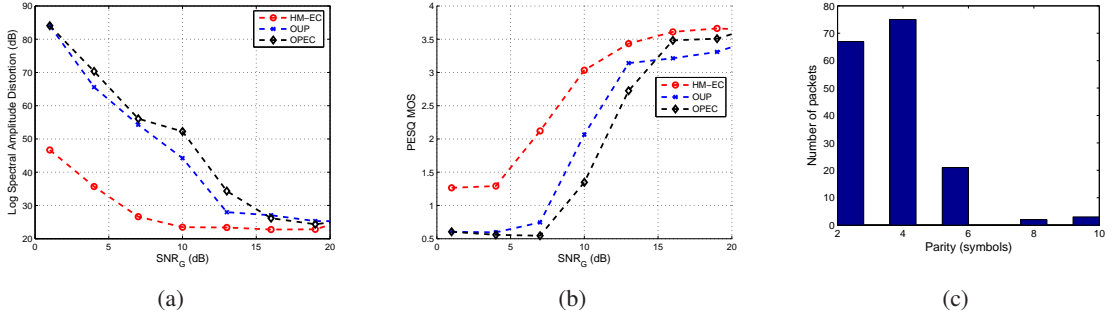 Log Spectral Amplitude Distortion (dB)
90
80
70
60
50
40
30
20
0 5 10 15 20
SNR_G (dB)
HM-EC
OUP
OPEC
(a)
PESQ MOS
4
3.5
3
2.5
2
1.5
1
0.5
0 5 10 15 20
SNR_G (dB)
HM-EC
OUP
OPEC
(b)
Number of packets
80
70
60
50
40
30
20
10
0
2 4 6 8 10
Parity (symbols)
(c)